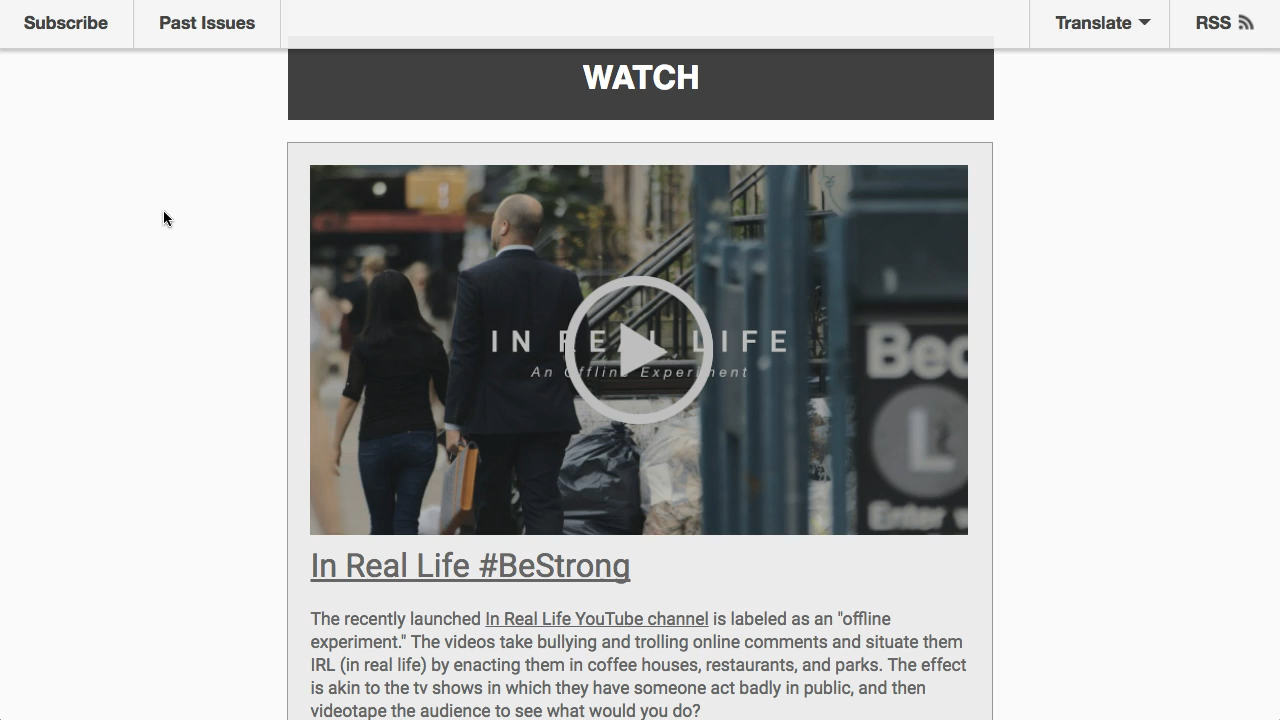 Subscribe
Past Issues
Translate
RSS
WATCH
IN REAL LIFE
An Offline Experiment
Bec
L
Enter
In Real Life #BeStrong
The recently launched In Real Life YouTube channel is labeled as an "offline
experiment." The videos take bullying and trolling online comments and situate them
IRL (in real life) by enacting them in coffee houses, restaurants, and parks. The effect
is akin to the tv shows in which they have someone act badly in public, and then
videotape the audience to see what would you do?